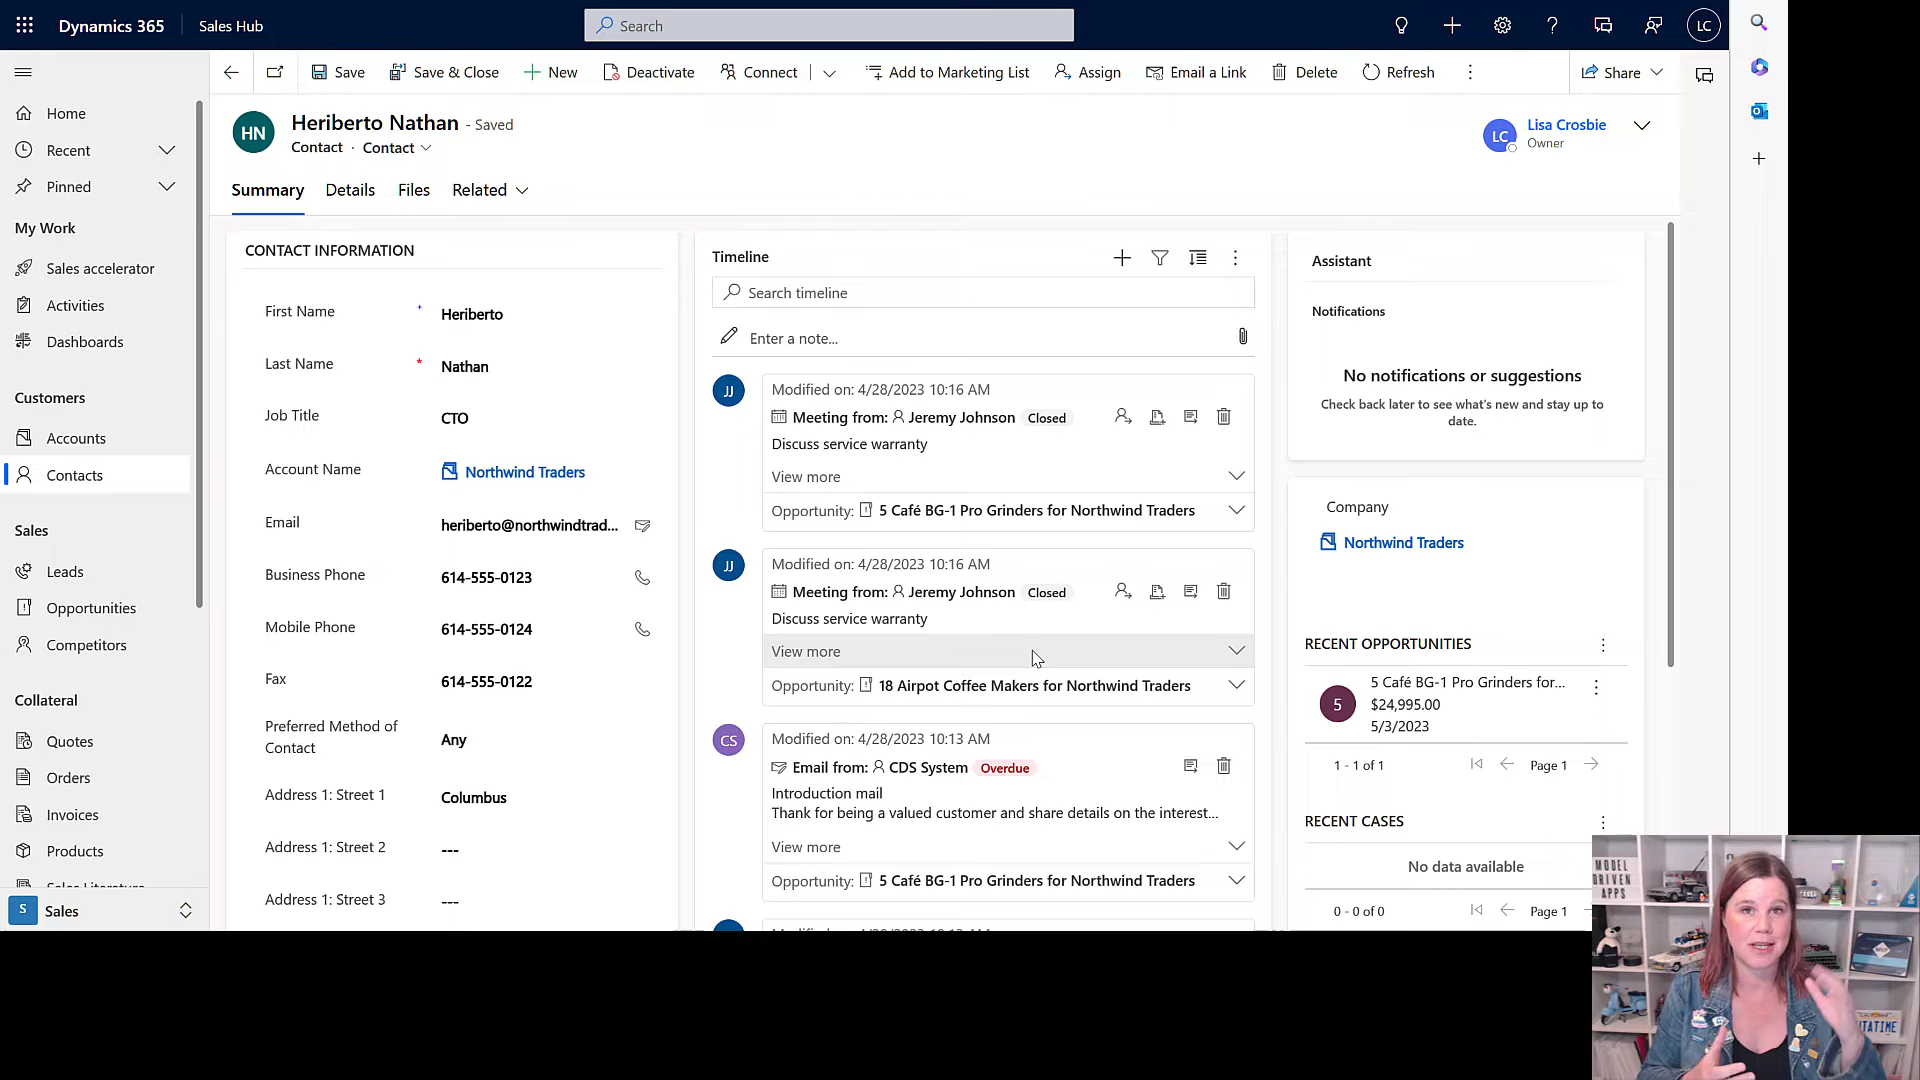 Dynamics 365
Sales Hub
Search
LC
Save
Save & Close
New
Deactivate
Connect
Add to Marketing List
Assign
Email a Link
Delete
Refresh
Share
Home
Recent
Pinned
My Work
Sales accelerator
Activities
Dashboards
Customers
Accounts
Contacts
Sales
Leads
Opportunities
Competitors
Collateral
Quotes
Orders
Invoices
Products
Sales Literature
S
Sales
HN
Heriberto Nathan - Saved
Contact · Contact
LC
Lisa Crosbie
Owner
Summary
Details
Files
Related
CONTACT INFORMATION
First Name
Heriberto
Last Name *
Nathan
Job Title
CTO
Account Name
Northwind Traders
Email
heriberto@northwindtrad...
Business Phone
614-555-0123
Mobile Phone
614-555-0124
Fax
614-555-0122
Preferred Method of
Contact
Any
Address 1: Street 1
Columbus
Address 1: Street 2
---
Address 1: Street 3
---
Timeline
Search timeline
Enter a note...
JJ
Modified on: 4/28/2023 10:16 AM
Meeting from: Jeremy Johnson Closed
Discuss service warranty
View more
Opportunity: 5 Café BG-1 Pro Grinders for Northwind Traders
JJ
Modified on: 4/28/2023 10:16 AM
Meeting from: Jeremy Johnson Closed
Discuss service warranty
View more
Opportunity: 18 Airpot Coffee Makers for Northwind Traders
CS
Modified on: 4/28/2023 10:13 AM
Email from: CDS System Overdue
Introduction mail
Thank for being a valued customer and share details on the interest...
View more
Opportunity: 5 Café BG-1 Pro Grinders for Northwind Traders
Assistant
Notifications
No notifications or suggestions
Check back later to see what's new and stay up to
date.
Company
Northwind Traders
RECENT OPPORTUNITIES
5
5 Café BG-1 Pro Grinders for...
$24,995.00
5/3/2023
1 - 1 of 1
Page 1
RECENT CASES
No data available
0 - 0 of 0
Page 1
MODEL
DRIVEN
APPS